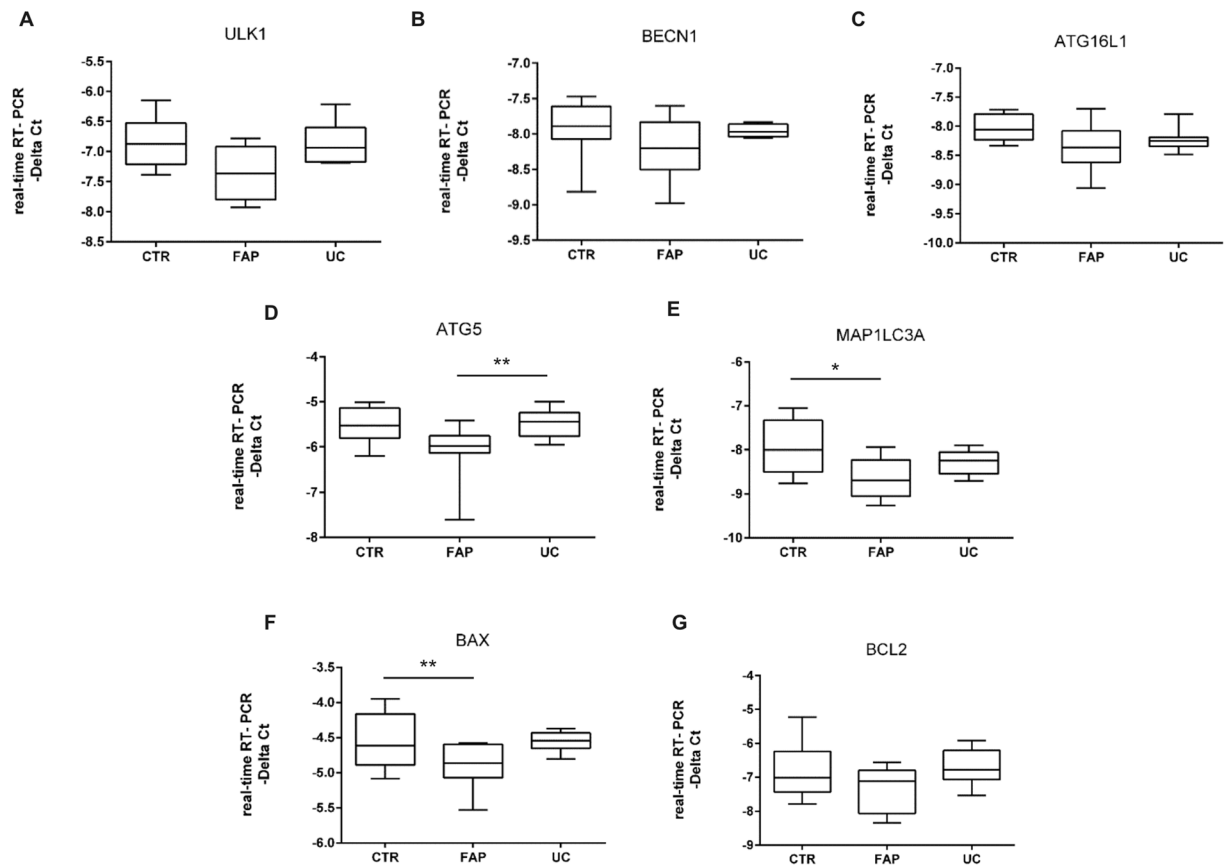 A
ULK1
real-time RT- PCR
-Delta Ct
-5.5
-6.0
-6.5
-7.0
-7.5
-8.0
-8.5
CTR FAP UC
B
BECN1
real-time RT- PCR
-Delta Ct
-7.0
-7.5
-8.0
-8.5
-9.0
-9.5
CTR FAP UC
C
ATG16L1
real-time RT- PCR
-Delta Ct
-7.0
-7.5
-8.0
-8.5
-9.0
-10.0
CTR FAP UC
D
ATG5
real-time RT- PCR
-Delta Ct
-4
-5
-6
-7
-8
**
CTR FAP UC
E
MAP1LC3A
real-time RT- PCR
-Delta Ct
-6
-7
-8
-9
-10
*
CTR FAP UC
F
BAX
real-time RT- PCR
-Delta Ct
-3.5
-4.0
-4.5
-5.0
-5.5
-6.0
**
CTR FAP UC
G
BCL2
real-time RT- PCR
-Delta Ct
-4
-5
-6
-7
-8
-9
CTR FAP UC